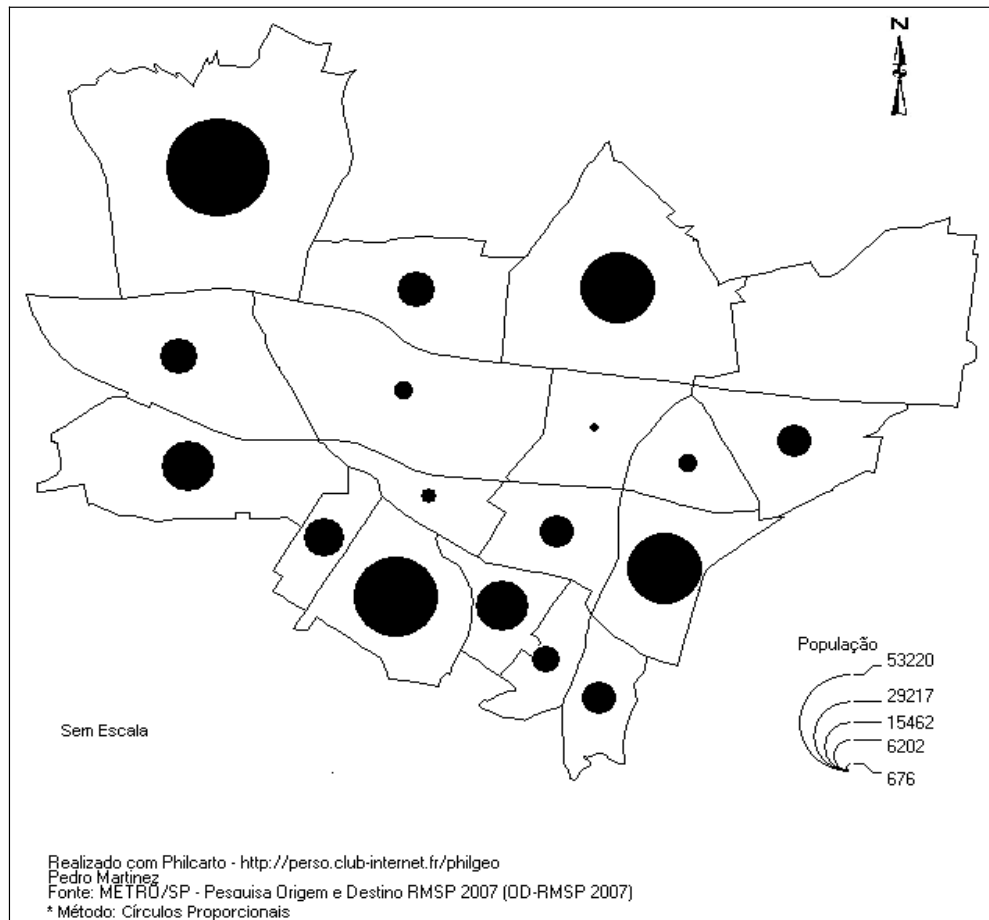 N
População
53220
29217
15462
6202
676
Sem Escala
Realizado com Philcarto - http://perso.club-internet.fr/philgeo
Pedro Martinez
Fonte: METRÔ/SP - Pesquisa Origem e Destino RMSP 2007 (OD-RMSP 2007)
* Método: Círculos Proporcionais